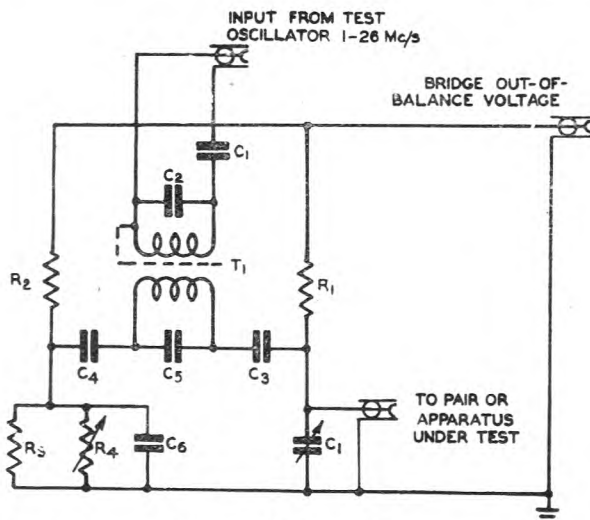 INPUT FROM TEST
OSCILLATOR 1-26 Mc/s
BRIDGE OUT-OF-
BALANCE VOLTAGE
C1
C2
T1
R2
R1
C4
C5
C3
TO PAIR OR
APPARATUS
UNDER TEST
R3
R4
C6
C1